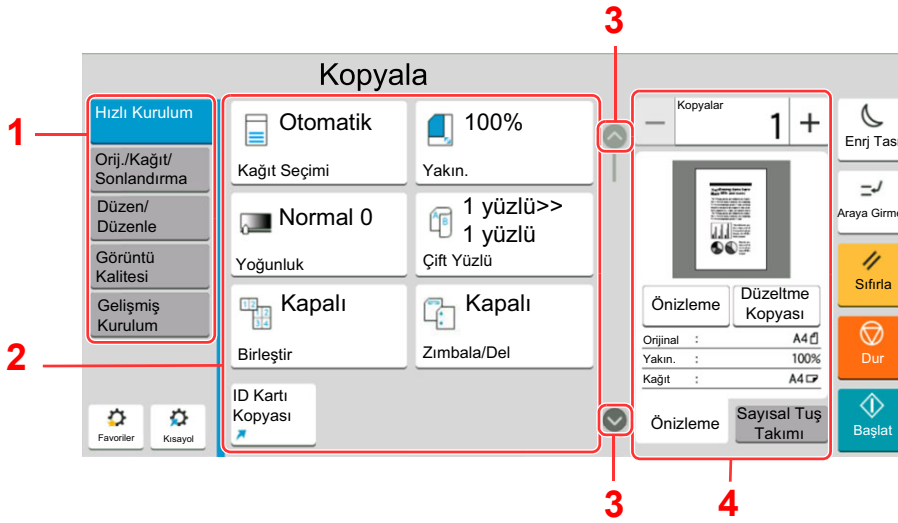 3
Kopyala
1
Hızlı Kurulum
Orij./Kağıt/
Sonlandırma
Düzen/
Düzenle
Görüntü
Kalitesi
Gelişmiş
Kurulum
Favoriler
Kısayol
2
Otomatik
Kağıt Seçimi
100%
Yakın.
Normal 0
Yoğunluk
1 yüzlü>>
1 yüzlü
Çift Yüzlü
Kapalı
Birleştir
Kapalı
Zımbala/Del
ID Kartı
Kopyası
3
Kopyalar
1
Önizleme
Düzeltme
Kopyası
Orijinal : A4
Yakın. : 100%
Kağıt : A4
Önizleme
Sayısal Tuş
Takımı
4
Enrj Tas
Araya Girme
Sıfırla
Dur
Başlat